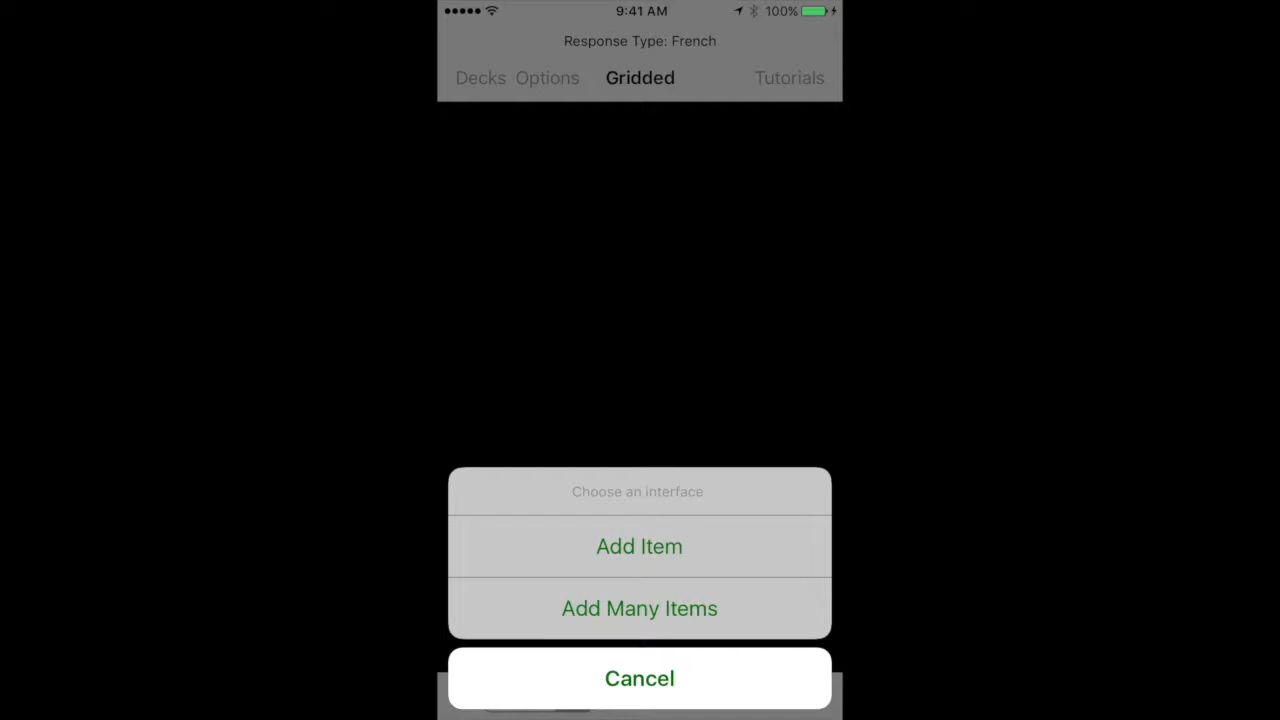 9:41 AM 100%
Response Type: French
Decks Options Gridded Tutorials
Choose an interface
Add Item
Add Many Items
Cancel